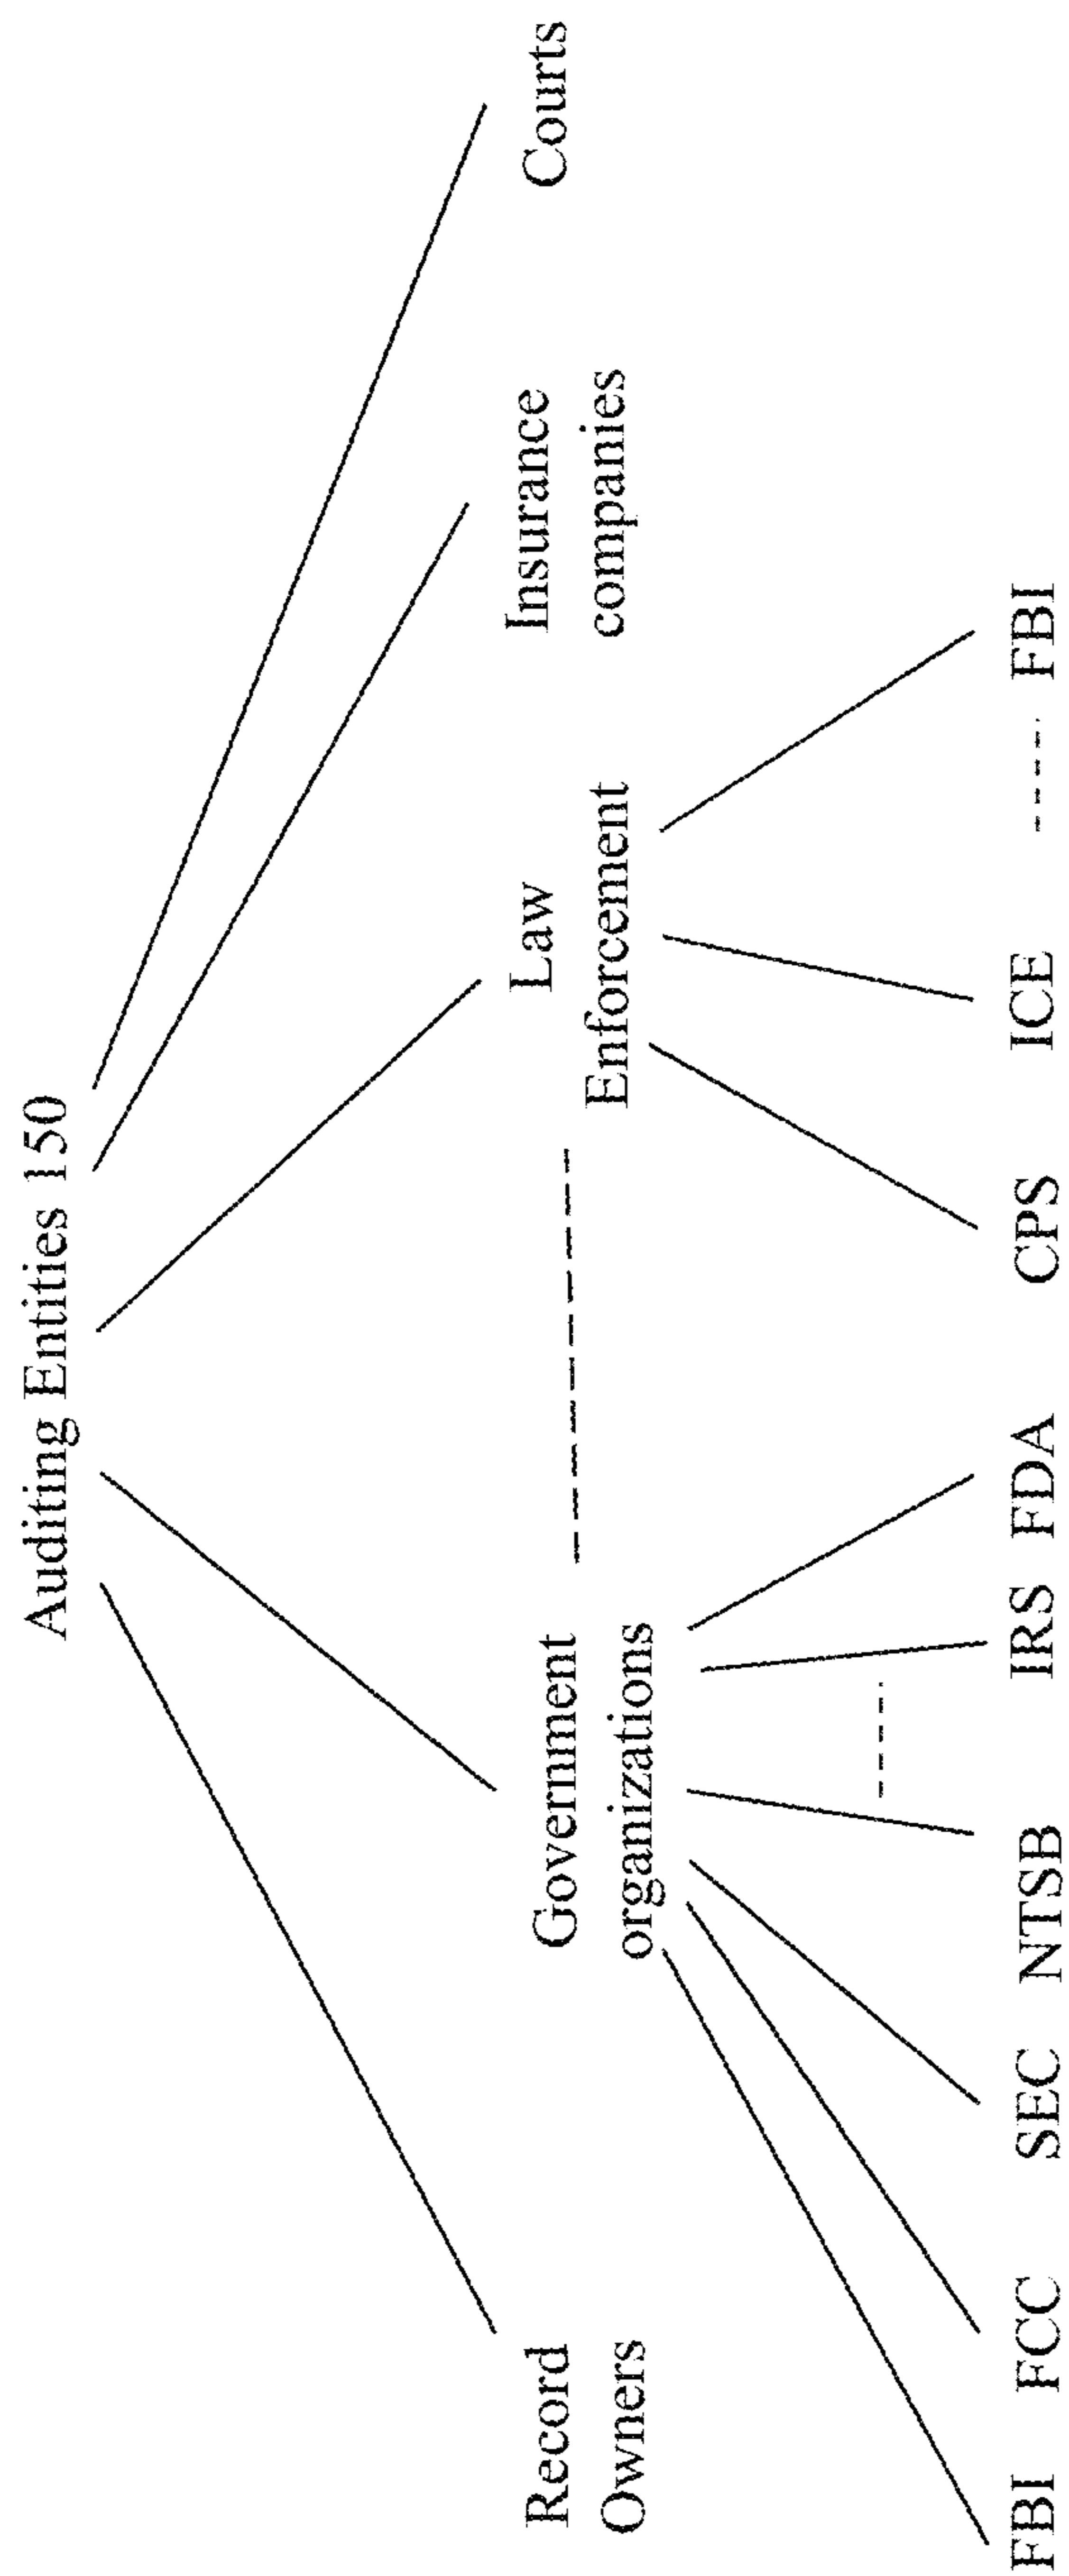 Auditing Entities 150
Record
Owners
Government
organizations
Law
Enforcement
Insurance
companies
Courts
FBI
FCC
SEC
NTSB
IRS
FDA
CPS
ICE
FBI